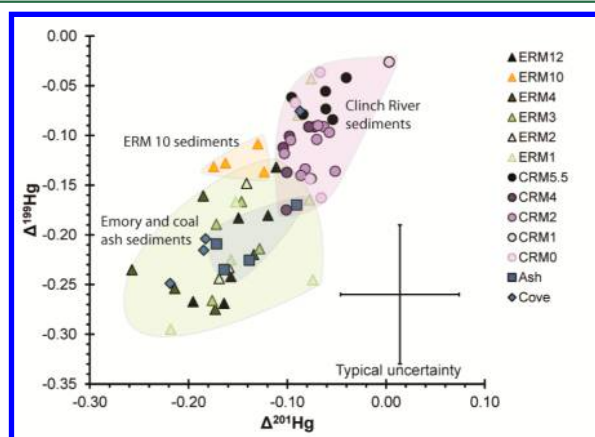 0.00
-0.05
-0.10
-0.15
-0.20
-0.25
-0.30
-0.35
Δ199Hg
-0.30
-0.20
-0.10
0.00
0.10
Δ201Hg
Clinch River
sediments
ERM 10 sediments
Emory and coal
ash sediments
Typical uncertainty
ERM12
ERM10
ERM4
ERM3
ERM2
ERM1
CRM5.5
CRM4
CRM2
CRM1
CRM0
Ash
Cove